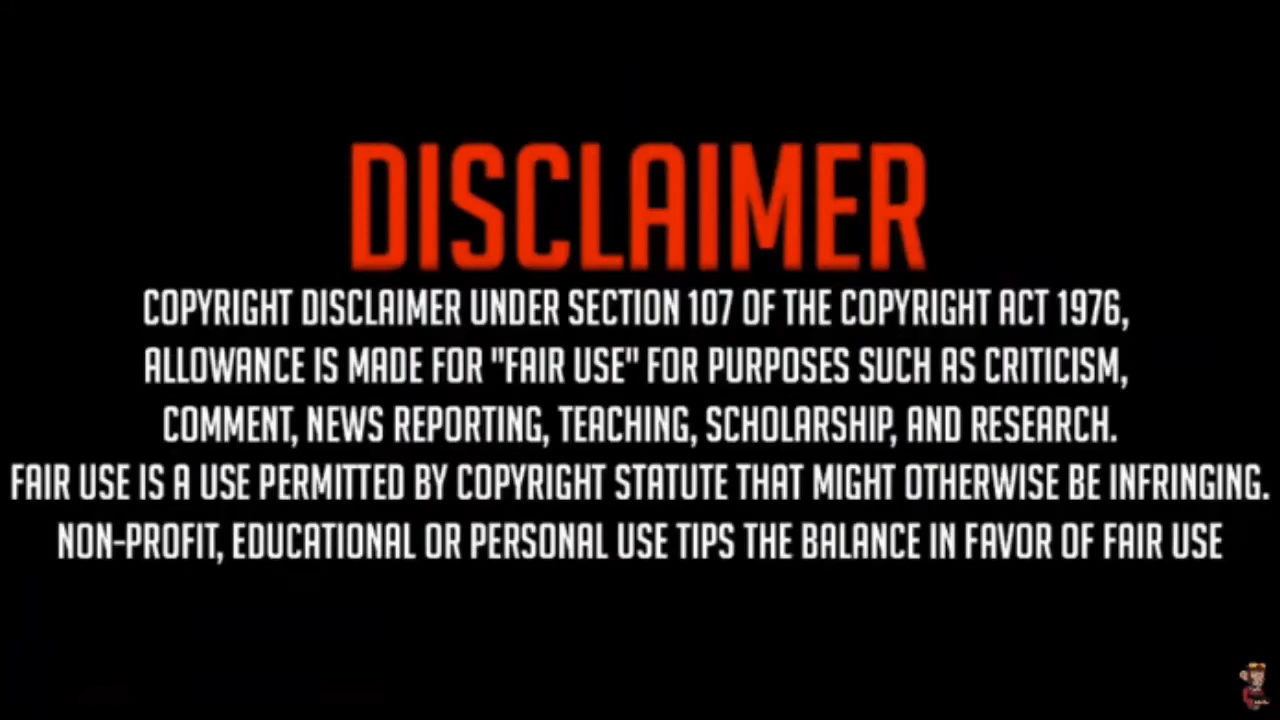 DISCLAIMER
COPYRIGHT DISCLAIMER UNDER SECTION 107 OF THE COPYRIGHT ACT 1976,
ALLOWANCE IS MADE FOR "FAIR USE" FOR PURPOSES SUCH AS CRITICISM,
COMMENT, NEWS REPORTING, TEACHING, SCHOLARSHIP, AND RESEARCH.
FAIR USE IS A USE PERMITTED BY COPYRIGHT STATUTE THAT MIGHT OTHERWISE BE INFRINGING.
NON-PROFIT, EDUCATIONAL OR PERSONAL USE TIPS THE BALANCE IN FAVOR OF FAIR USE